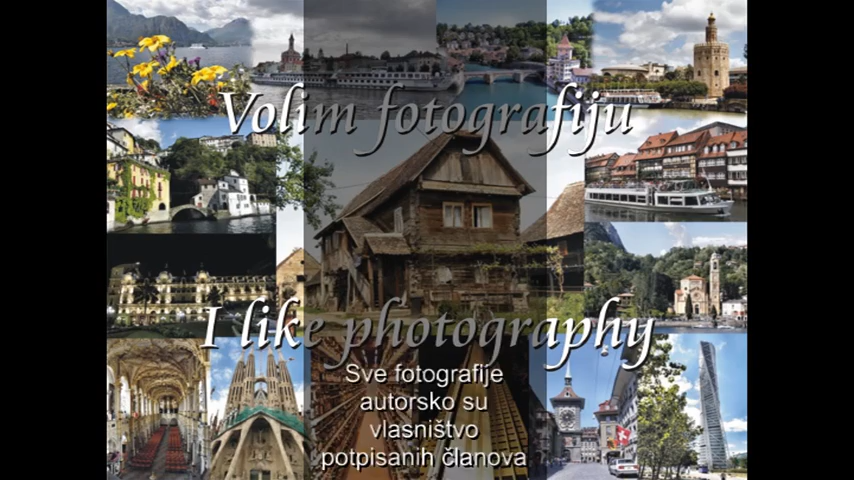 Volim fotografiju
I like photography
Sve fotografije
autorsko su
vlasništvo
potpisanih članova